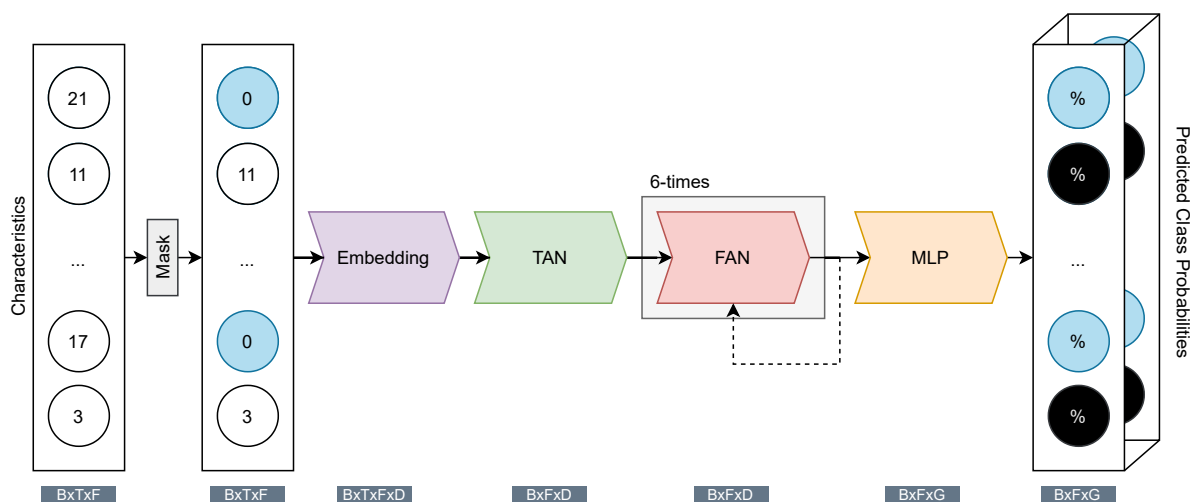 Characteristics
21
11
...
17
3
Mask
0
11
...
0
3
Embedding
TAN
6-times
FAN
MLP
%
%
...
%
%
Predicted Class Probabilities
BxTxF
BxTxF
BxTxFxD
BxFxD
BxFxD
BxFxG
BxFxG